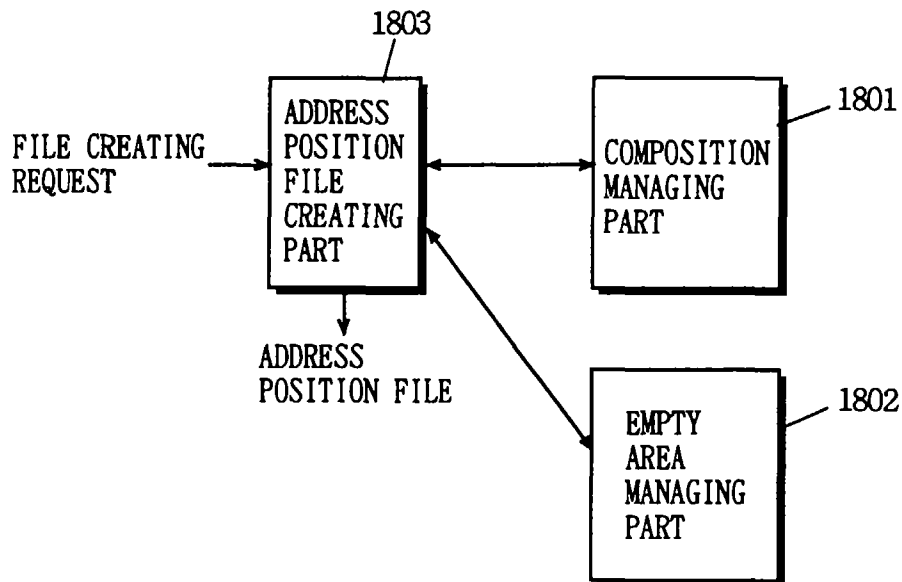 1803
1801
FILE CREATING
REQUEST
ADDRESS
POSITION
FILE
CREATING
PART
COMPOSITION
MANAGING
PART
ADDRESS
POSITION FILE
1802
EMPTY
AREA
MANAGING
PART